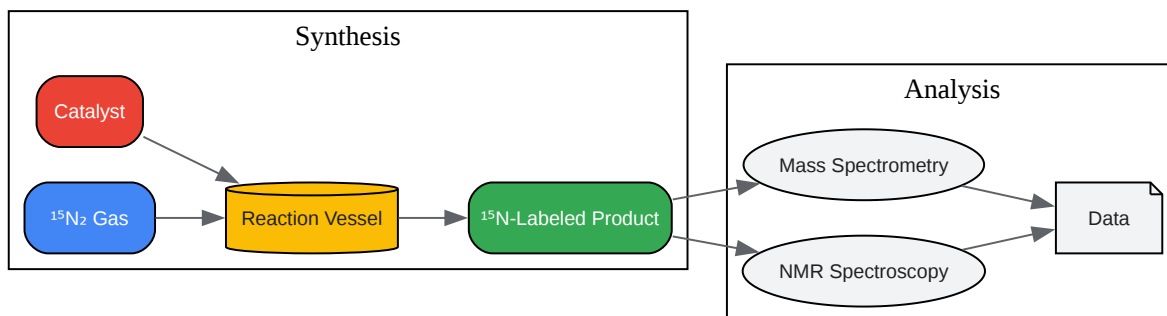 Synthesis
Catalyst
¹⁵N₂ Gas
Reaction Vessel
¹⁵N-Labeled Product
Analysis
Mass Spectrometry
NMR Spectroscopy
Data